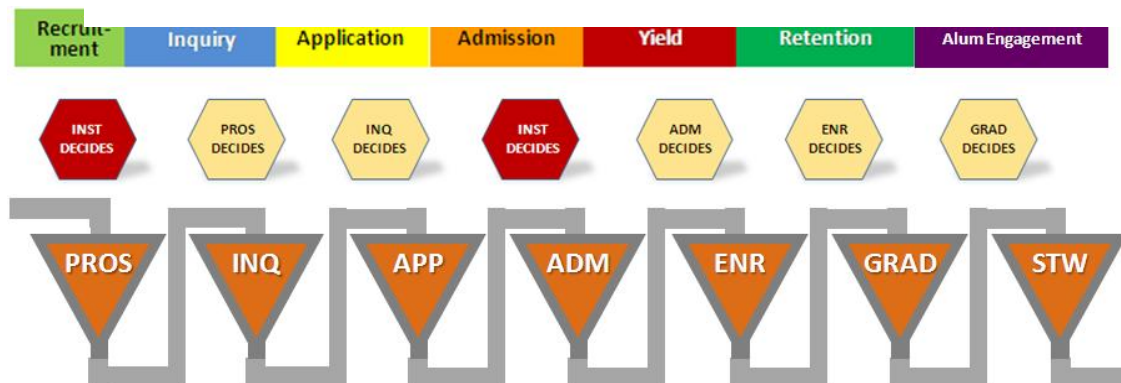 Recruit-
ment
Inquiry
Application
Admission
Yield
Retention
Alum Engagement
INST
DECIDES
PROS
DECIDES
INQ
DECIDES
INST
DECIDES
ADM
DECIDES
ENR
DECIDES
GRAD
DECIDES
PROS
INQ
APP
ADM
ENR
GRAD
STW